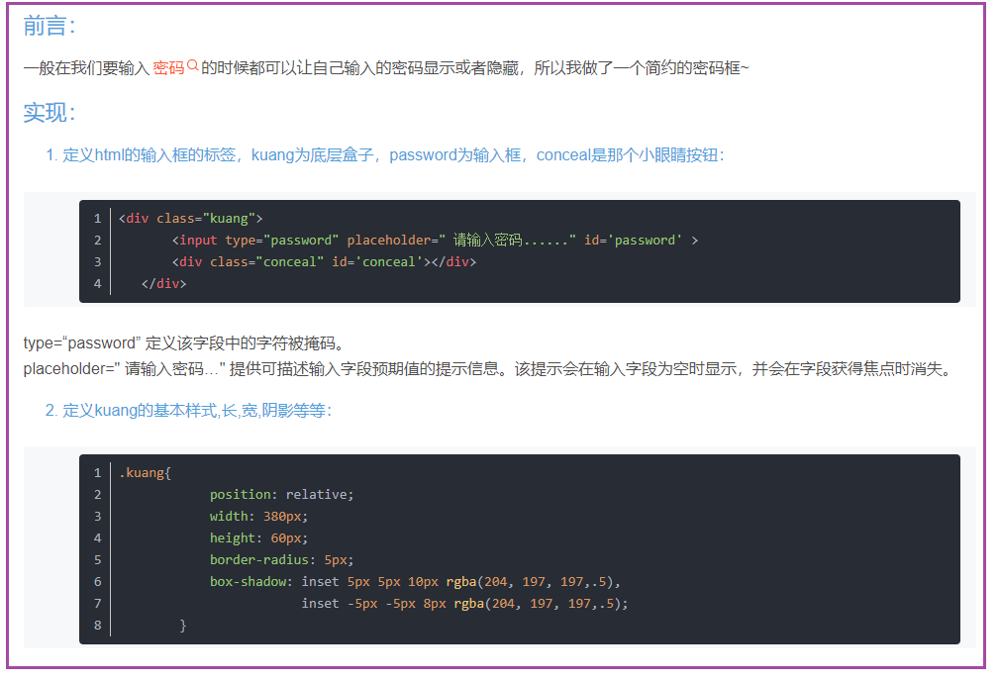 前言：
一般在我们要输入 密码 的时候都可以让自己输入的密码显示或者隐藏，所以我做了一个简约的密码框~
实现：
1. 定义html的输入框的标签，kuang为底层盒子，password为输入框，conceal是那个小眼睛按钮：
1 <div class="kuang">
2 <input type="password" placeholder=" 请输入密码......" id='password' >
3 <div class="conceal" id='conceal'></div>
4 </div>
type=“password” 定义该字段中的字符被掩码。
placeholder=" 请输入密码…" 提供可描述输入字段预期值的提示信息。该提示会在输入字段为空时显示，并会在字段获得焦点时消失。
2. 定义kuang的基本样式,长,宽,阴影等等：
1 .kuang{
2 position: relative;
3 width: 380px;
4 height: 60px;
5 border-radius: 5px;
6 box-shadow: inset 5px 5px 10px rgba(204, 197, 197,.5),
7 inset -5px -5px 8px rgba(204, 197, 197,.5);
8 }